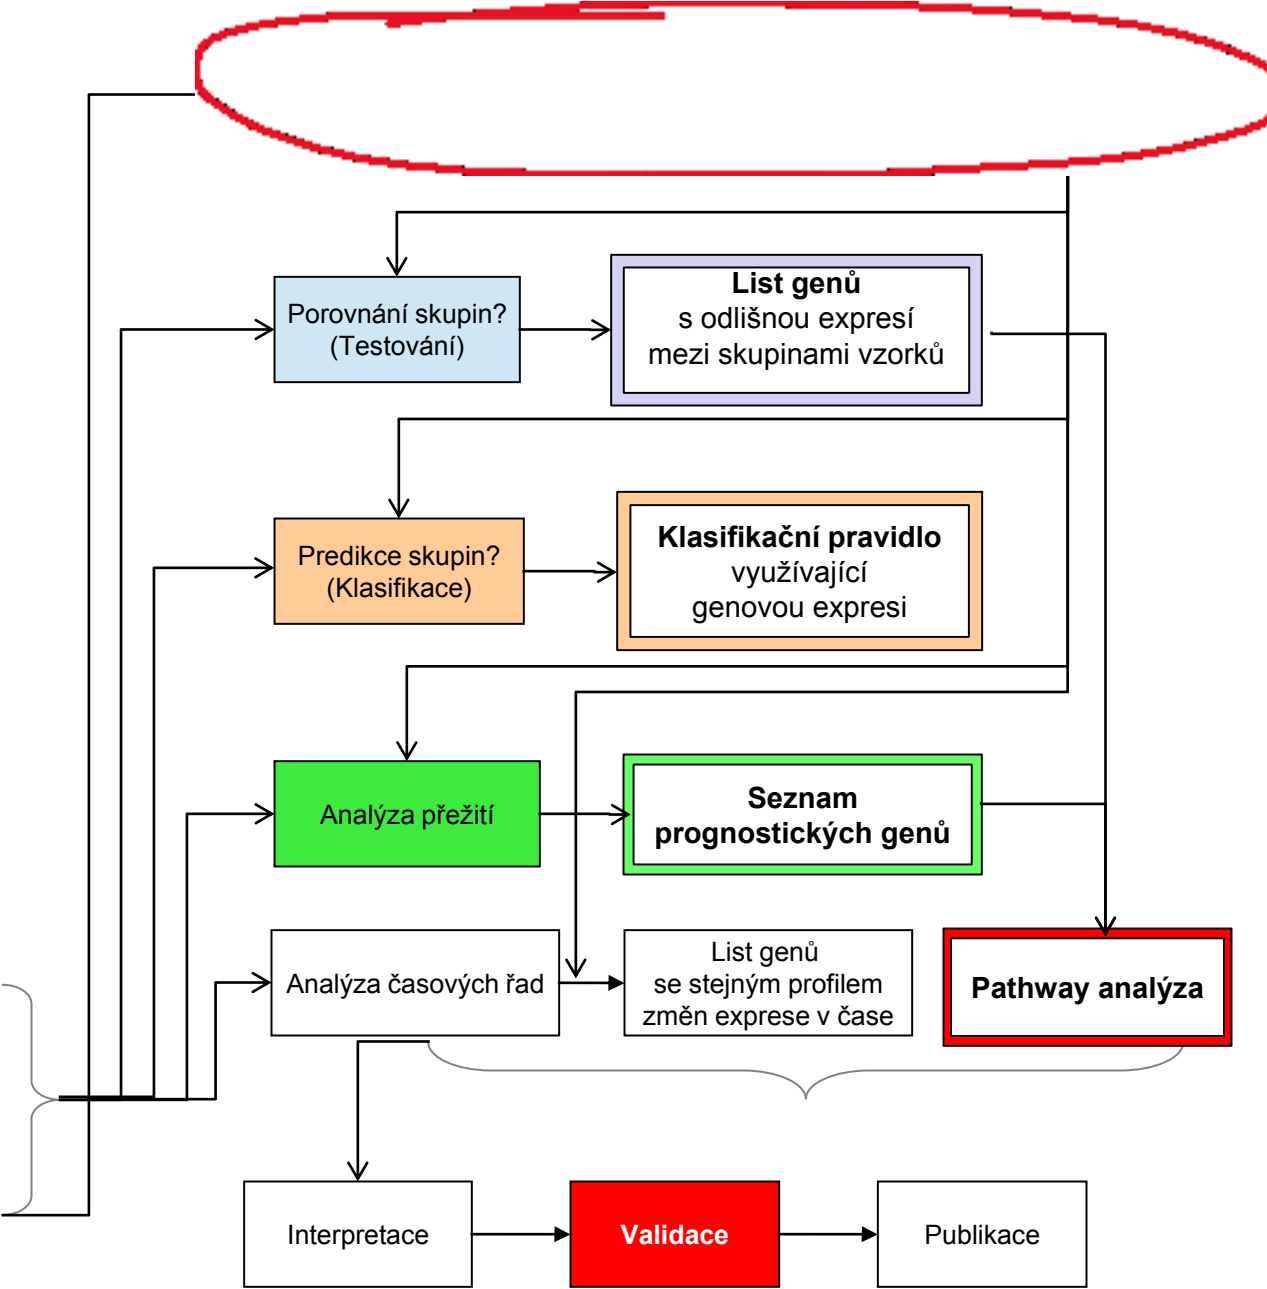 Porovnání skupin?
(Testování)
List genů
s odlišnou expresí
mezi skupinami vzorků
Predikce skupin?
(Klasifikace)
Klasifikační pravidlo
využívající
genovou expresi
Analýza přežití
Seznam
prognostických genů
Analýza časových řad
List genů
se stejným profilem
změn exprese v čase
Pathway analýza
Interpretace
Validace
Publikace